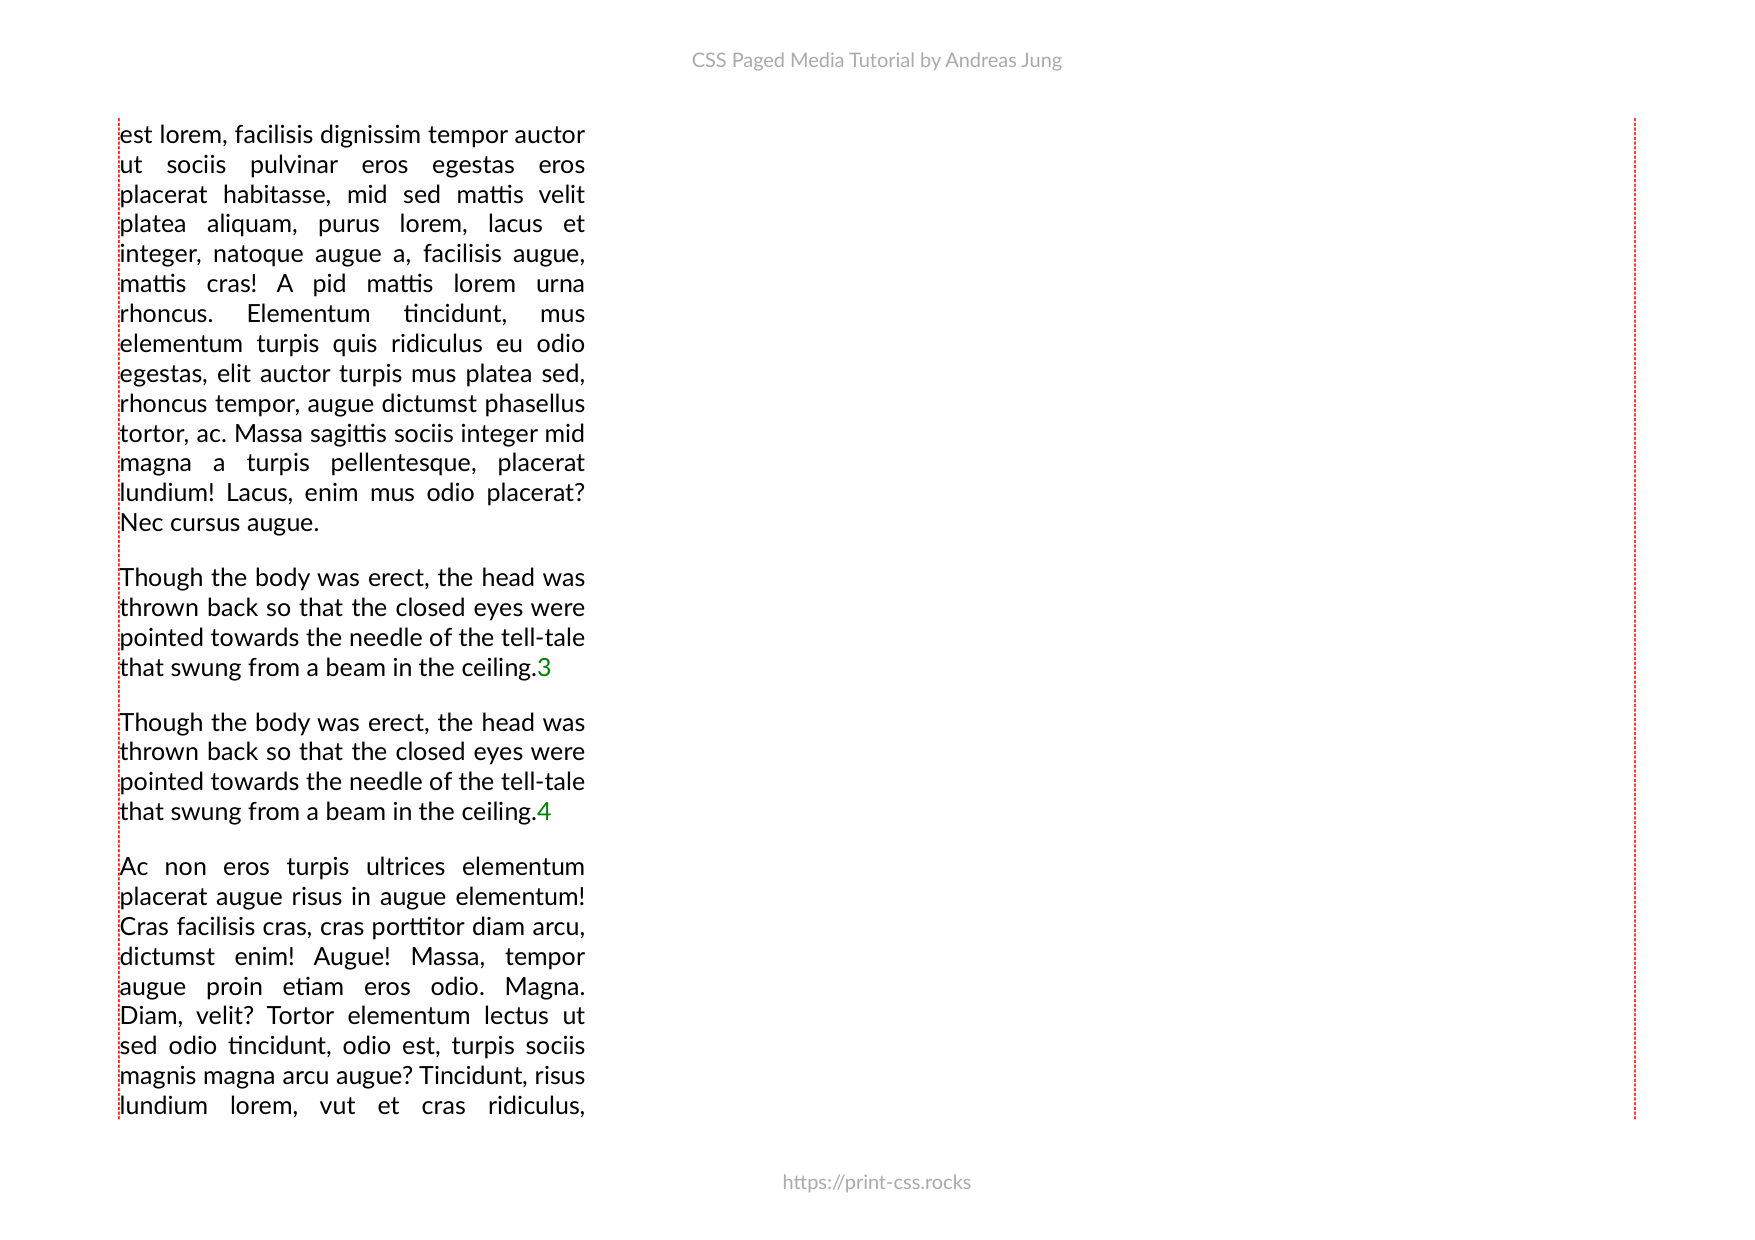 CSS Paged Media Tutorial by Andreas Jung
est lorem, facilisis dignissim tempor auctor
ut sociis pulvinar eros egestas eros
placerat habitasse, mid sed mattis velit
platea aliquam, purus lorem, lacus et
integer, natoque augue a, facilisis augue,
mattis cras! A pid mattis lorem urna
rhoncus. Elementum tincidunt, mus
elementum turpis quis ridiculus eu odio
egestas, elit auctor turpis mus platea sed,
rhoncus tempor, augue dictumst phasellus
tortor, ac. Massa sagittis sociis integer mid
magna a turpis pellentesque, placerat
lundium! Lacus, enim mus odio placerat?
Nec cursus augue.
Though the body was erect, the head was
thrown back so that the closed eyes were
pointed towards the needle of the tell-tale
that swung from a beam in the ceiling.3
Though the body was erect, the head was
thrown back so that the closed eyes were
pointed towards the needle of the tell-tale
that swung from a beam in the ceiling.4
Ac non eros turpis ultrices elementum
placerat augue risus in augue elementum!
Cras facilisis cras, cras porttitor diam arcu,
dictumst enim! Augue! Massa, tempor
augue proin etiam eros odio. Magna.
Diam, velit? Tortor elementum lectus ut
sed odio tincidunt, odio est, turpis sociis
magnis magna arcu augue? Tincidunt, risus
lundium lorem, vut et cras ridiculus,
https://print-css.rocks